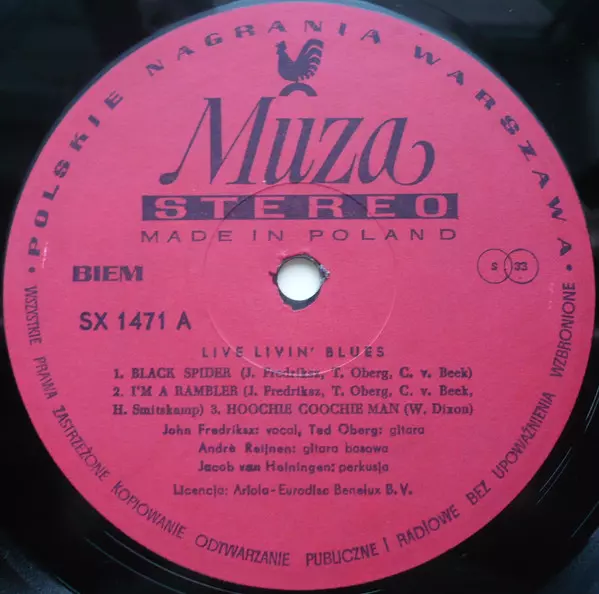 • POLSKIE NAGRANIA WARSZAWA •
Muza
STEREO
MADE IN POLAND
BIEM
S 33
SX 1471 A
LIVE LIVIN' BLUES
1. BLACK SPIDER (J. Fredriksz, T. Oberg, C. v. Beek)
2. I'M A RAMBLER (J. Fredriksz, T. Oberg, C. v. Beek,
H. Smitskamp) 3. HOOCHIE COOCHIE MAN (W. Dixon)
John Fredriksz: vocal, Ted Oberg: gitara
Andrè Reijnen: gitara basowa
Jacob van Heiningen: perkusja
Licencja: Ariola-Eurodisc Benelux B. V.
WSZYSTKIE PRAWA ZASTRZEŻONE KOPIOWANIE ODTWARZANIE PUBLICZNE I RADIOWE BEZ UPOWAŻNIENIA WZBRONIONE